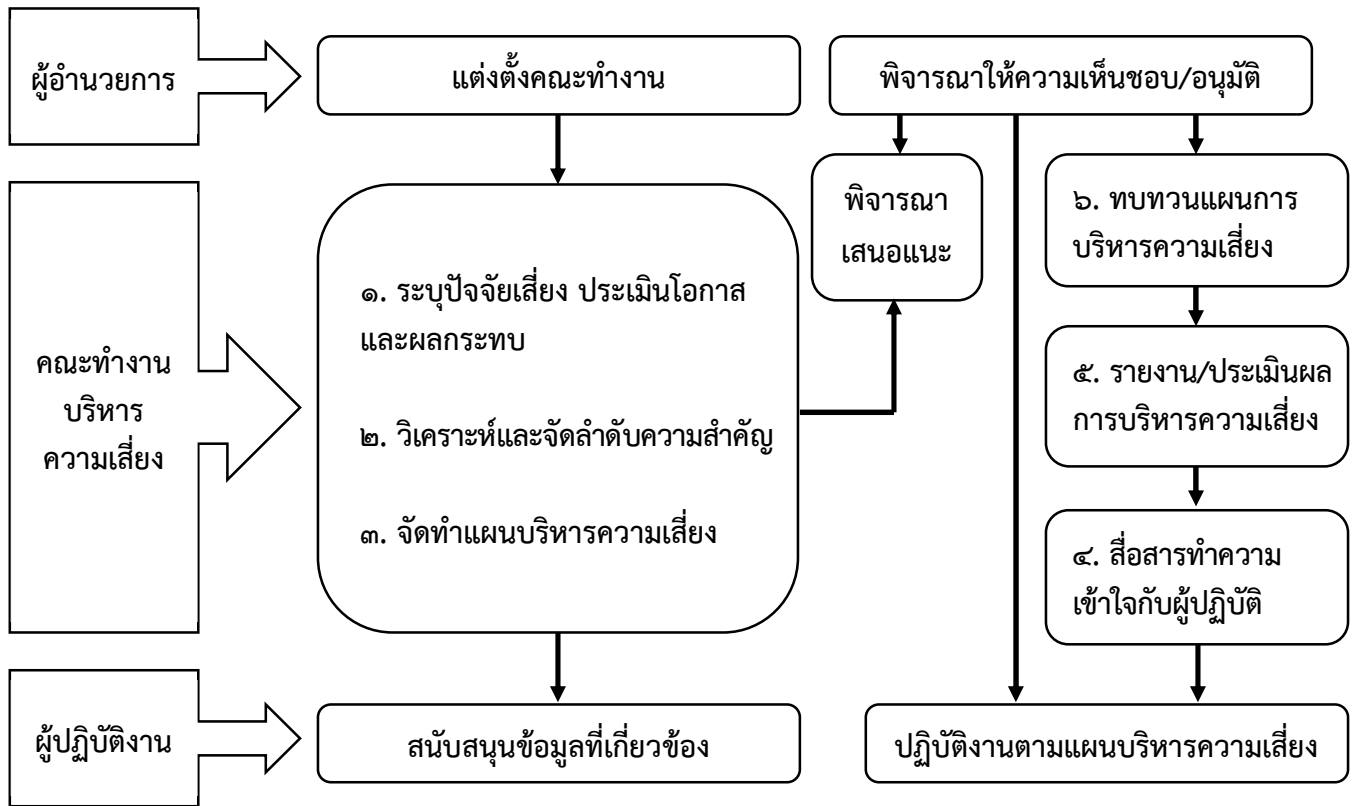 ผู้อำนวยการ
แต่งตั้งคณะทำงาน
พิจารณาให้ความเห็นชอบ/อนุมัติ
คณะทำงาน
บริหาร
ความเสี่ยง
๑. ระบุปัจจัยเสี่ยง ประเมินโอกาส
และผลกระทบ
๒. วิเคราะห์และจัดลำดับความสำคัญ
๓. จัดทำแผนบริหารความเสี่ยง
พิจารณา
เสนอแนะ
๖. ทบทวนแผนการ
บริหารความเสี่ยง
๕. รายงาน/ประเมินผล
การบริหารความเสี่ยง
๔. สื่อสารทำความ
เข้าใจกับผู้ปฏิบัติ
ผู้ปฏิบัติงาน
สนับสนุนข้อมูลที่เกี่ยวข้อง
ปฏิบัติงานตามแผนบริหารความเสี่ยง